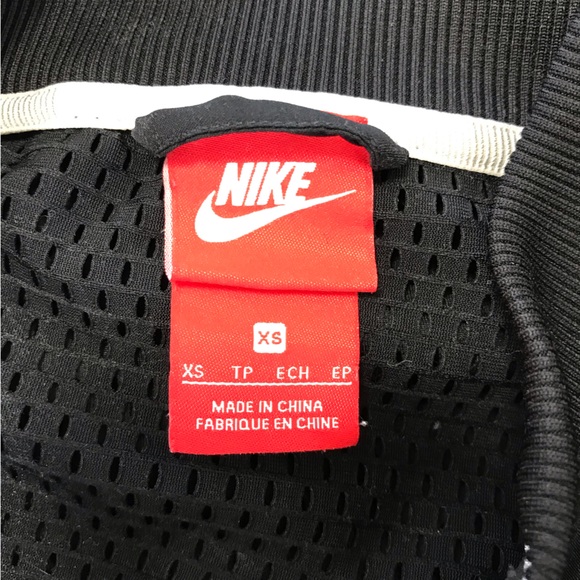 NIKE
XS
XS TP ECH EP
MADE IN CHINA
FABRIQUE EN CHINE